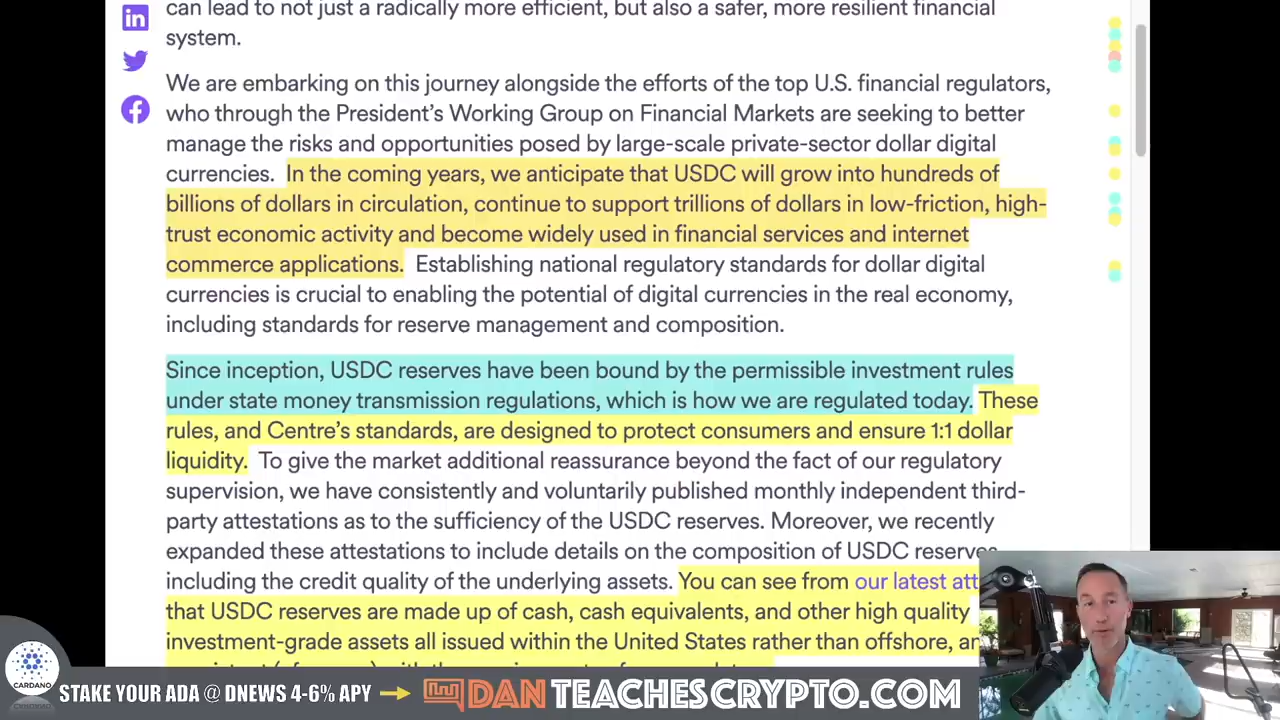 can lead to not just a radically more efficient, but also a safer, more resilient financial
system.
We are embarking on this journey alongside the efforts of the top U.S. financial regulators,
who through the President's Working Group on Financial Markets are seeking to better
manage the risks and opportunities posed by large-scale private-sector dollar digital
currencies. In the coming years, we anticipate that USDC will grow into hundreds of
billions of dollars in circulation, continue to support trillions of dollars in low-friction, high-
trust economic activity and become widely used in financial services and internet
commerce applications. Establishing national regulatory standards for dollar digital
currencies is crucial to enabling the potential of digital currencies in the real economy,
including standards for reserve management and composition.
Since inception, USDC reserves have been bound by the permissible investment rules
under state money transmission regulations, which is how we are regulated today. These
rules, and Centre's standards, are designed to protect consumers and ensure 1:1 dollar
liquidity. To give the market additional reassurance beyond the fact of our regulatory
supervision, we have consistently and voluntarily published monthly independent third-
party attestations as to the sufficiency of the USDC reserves. Moreover, we recently
expanded these attestations to include details on the composition of USDC reserves
including the credit quality of the underlying assets. You can see from our latest att
that USDC reserves are made up of cash, cash equivalents, and other high quality
investment-grade assets all issued within the United States rather than offshore, an
CARDANO
STAKE YOUR ADA @ DNEWS 4-6% APY
DANTEACHESCRYPTO.COM